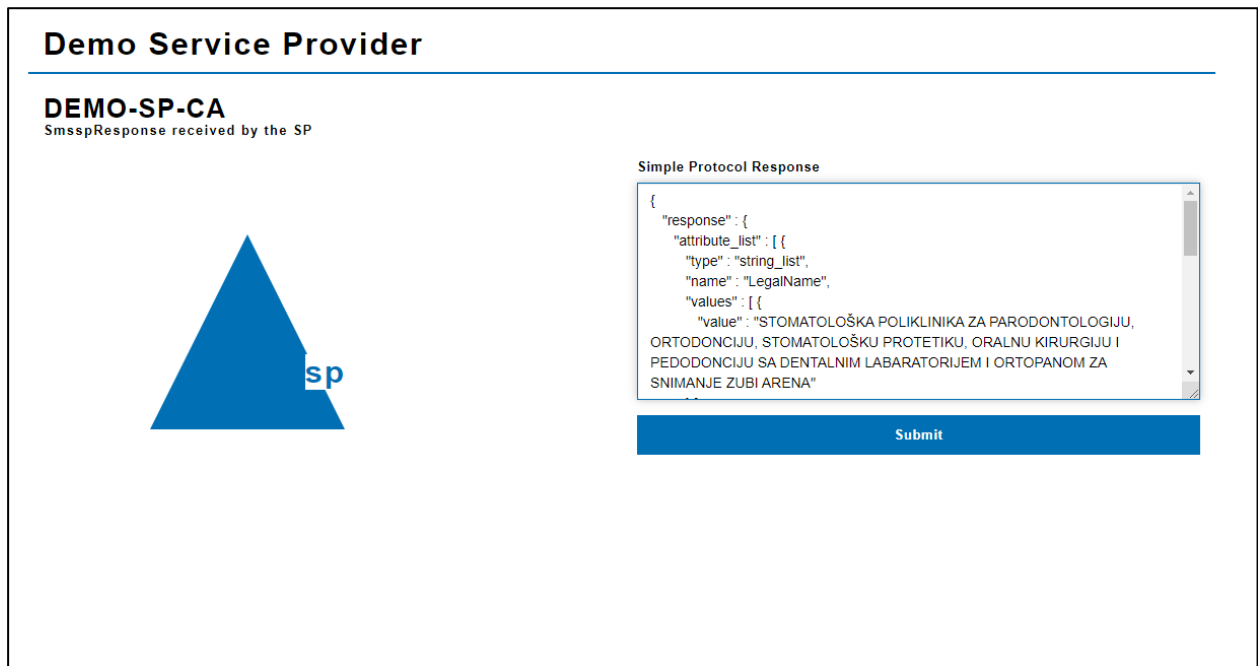 Demo Service Provider
DEMO-SP-CA
SmsspResponse received by the SP
Simple Protocol Response
{
"response" : {
"attribute_list" : [ {
"type" : "string_list",
"name" : "LegalName",
"values" : [ {
"value" : "STOMATOLOŠKA POLIKLINIKA ZA PARODONTOLOGIJU,
ORTODONCIJU, STOMATOLOŠKU PROTETIKU, ORALNU KIRURGIJU I
PEDODONCIJU SA DENTALNIM LABARATORIJEM I ORTOPANOM ZA
SNIMANJE ZUBI ARENA"
sp
Submit